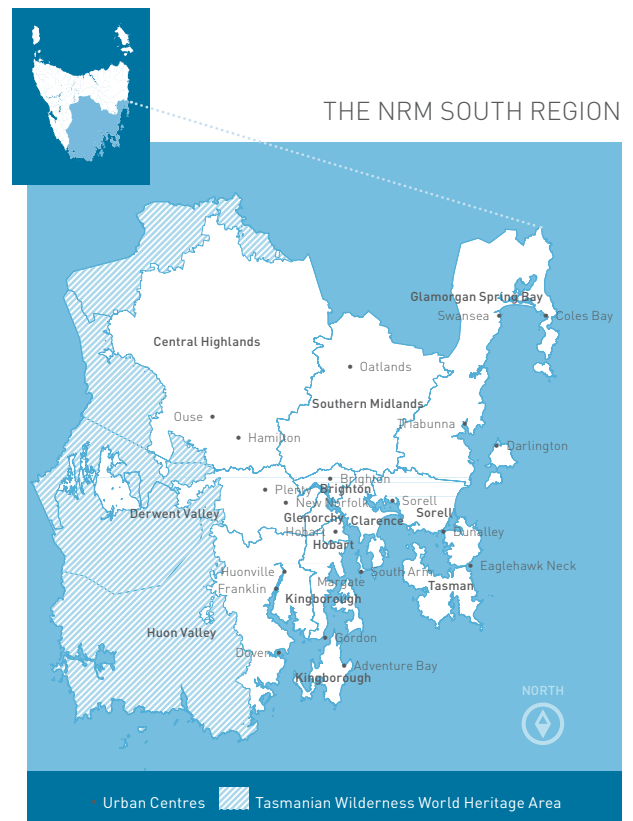 THE NRM SOUTH REGION
Glamorgan Spring Bay
Swansea
Coles Bay
Central Highlands
Oatlands
Southern Midlands
Ouse
Triabunna
Hamilton
Darlington
Brighton
Plenty
Brighton
New Norfolk
Sorell
Derwent Valley
Glenorchy
Clarence
Sorell
Hobart
Dunalley
Hobart
Eaglehawk Neck
Huonville
South Arm
Margate
Franklin
Tasman
Kingborough
Huon Valley
Gordon
Dover
Adventure Bay
Kingborough
NORTH
Urban Centres
Tasmanian Wilderness World Heritage Area